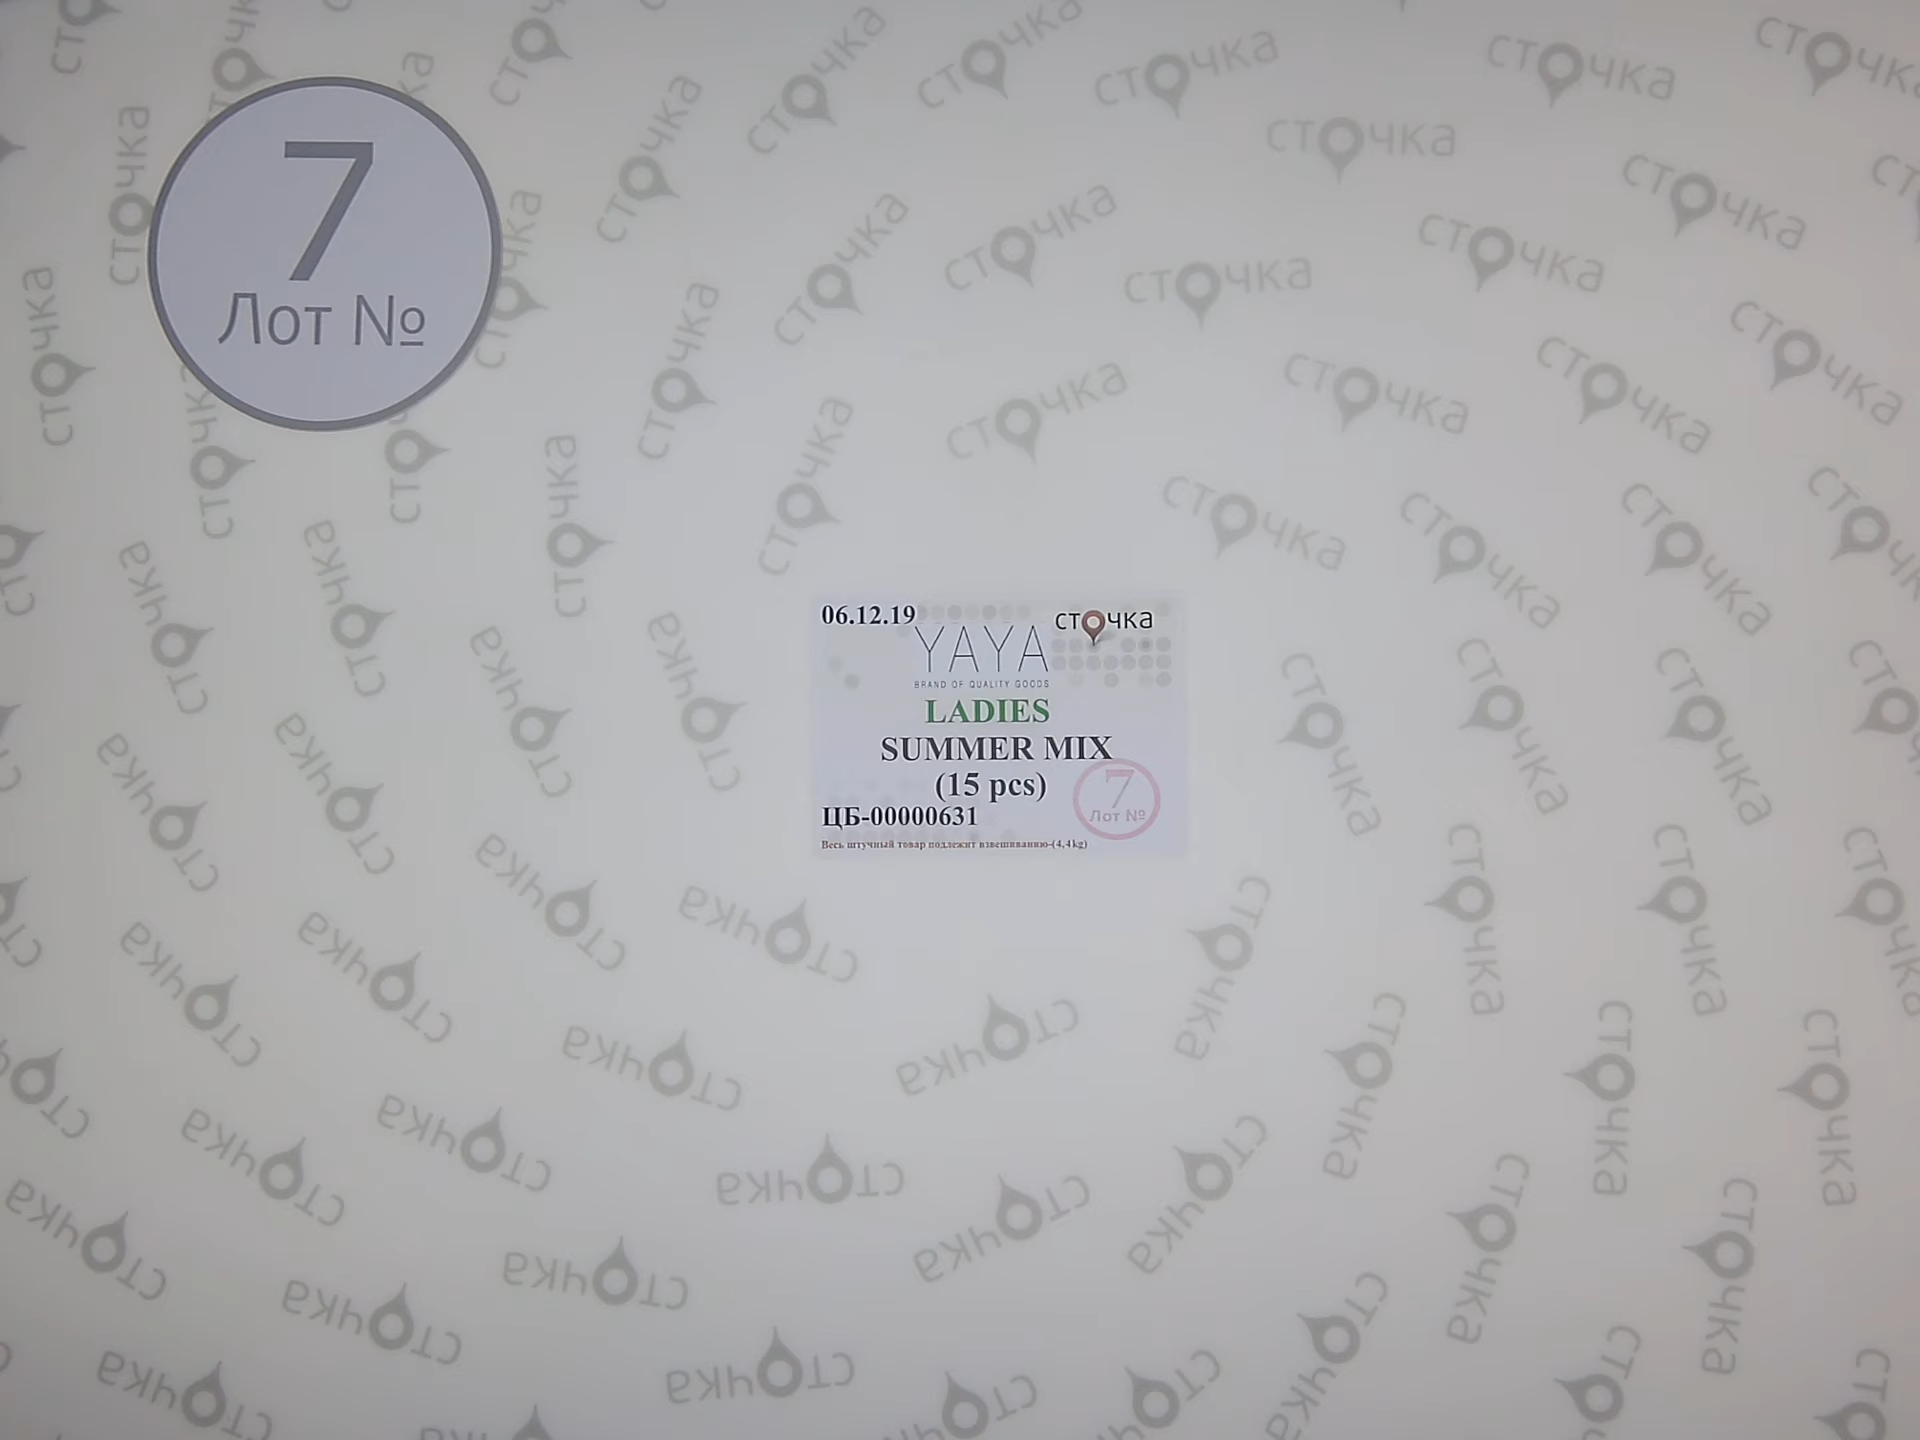 7
Лот №
06.12.19
сточка
YAYA
BRAND OF QUALITY GOODS
LADIES
SUMMER MIX
(15 pcs)
7
Лот №
ЦБ-00000631
Весь штучный товар подлежит взвешиванию-(4,4kg)